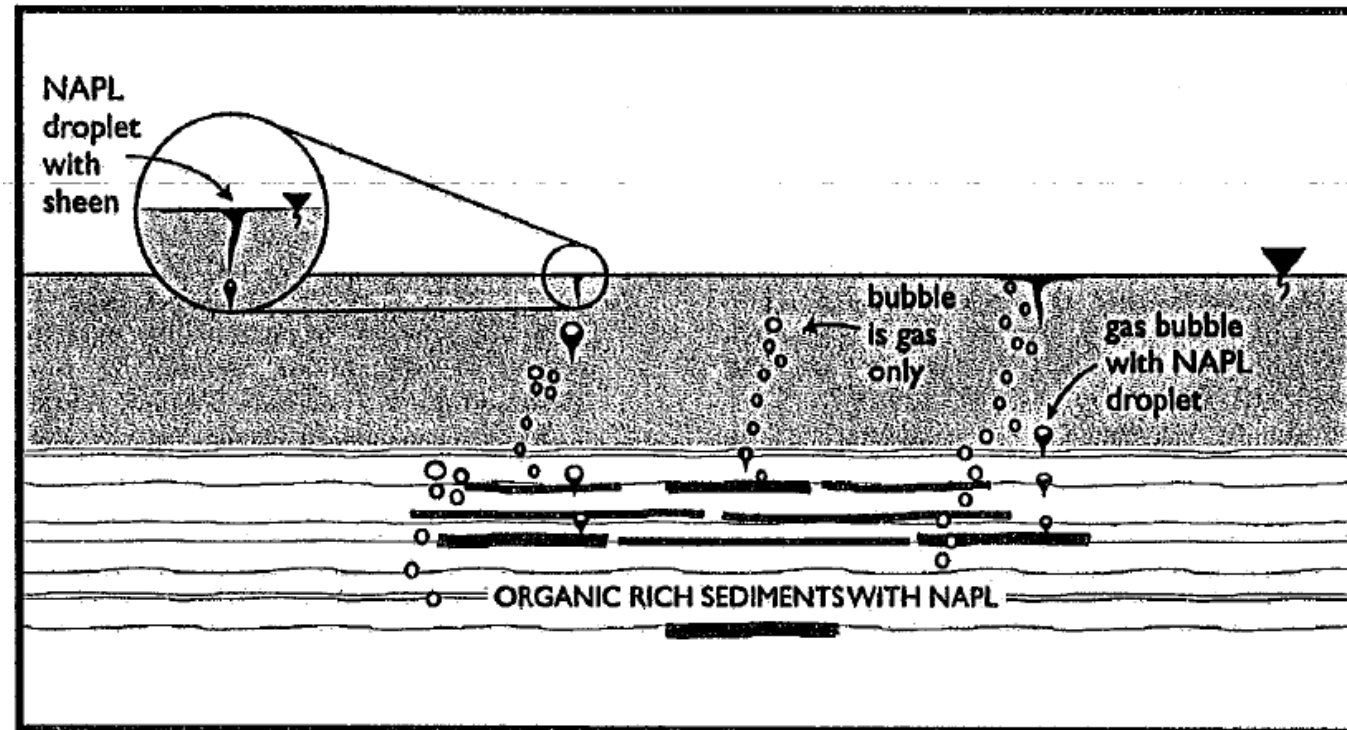 NAPL
droplet
with
sheen
bubble
is gas
only
gas bubble
with NAPL
droplet
ORGANIC RICH SEDIMENTS WITH NAPL